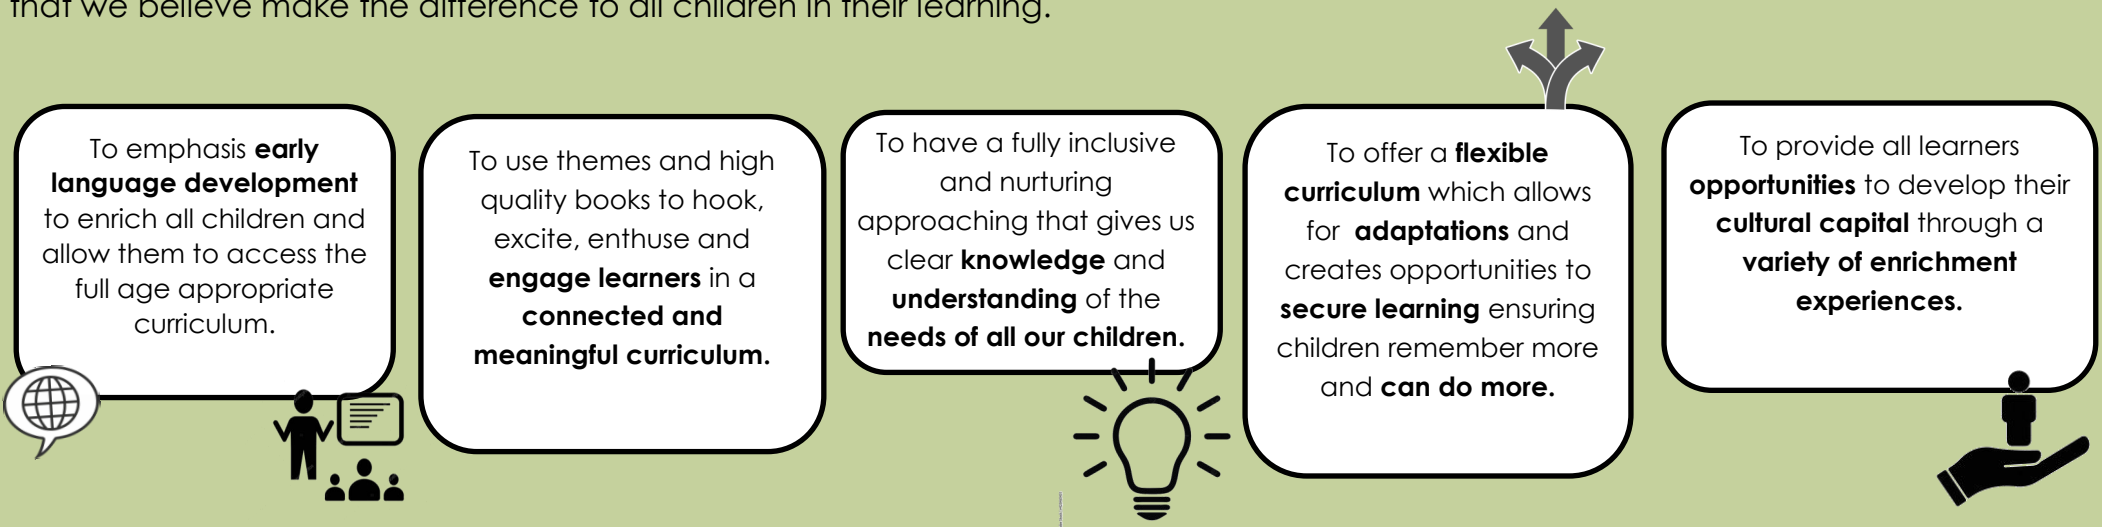 that we believe make the difference to all children in their learning.
To emphasis early
language development
to enrich all children and
allow them to access the
full age appropriate
curriculum.
To use themes and high
quality books to hook,
excite, enthuse and
engage learners in a
connected and
meaningful curriculum.
To have a fully inclusive
and nurturing
approaching that gives us
clear knowledge and
understanding of the
needs of all our children.
To offer a flexible
curriculum which allows
for adaptations and
creates opportunities to
secure learning ensuring
children remember more
and can do more.
To provide all learners
opportunities to develop their
cultural capital through a
variety of enrichment
experiences.